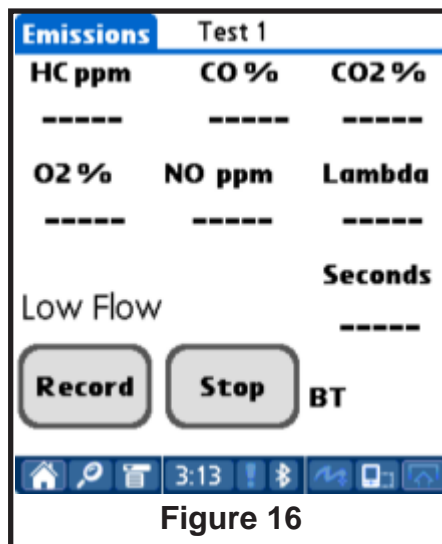 Emissions Test 1
HC ppm CO % CO2 %
----- ----- -----
O2 % NO ppm Lambda
----- ----- -----
Seconds
Low Flow
-----
Record Stop BT
3:13
Figure 16